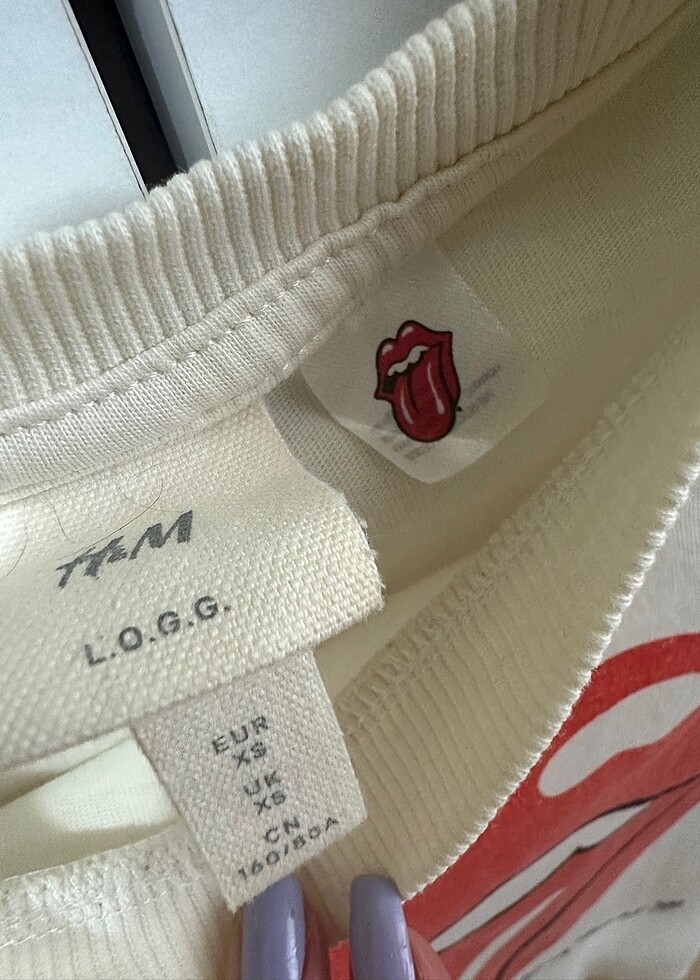 H&M
L.O.G.G.
EUR
XS
UK
XS
CN
160/80A